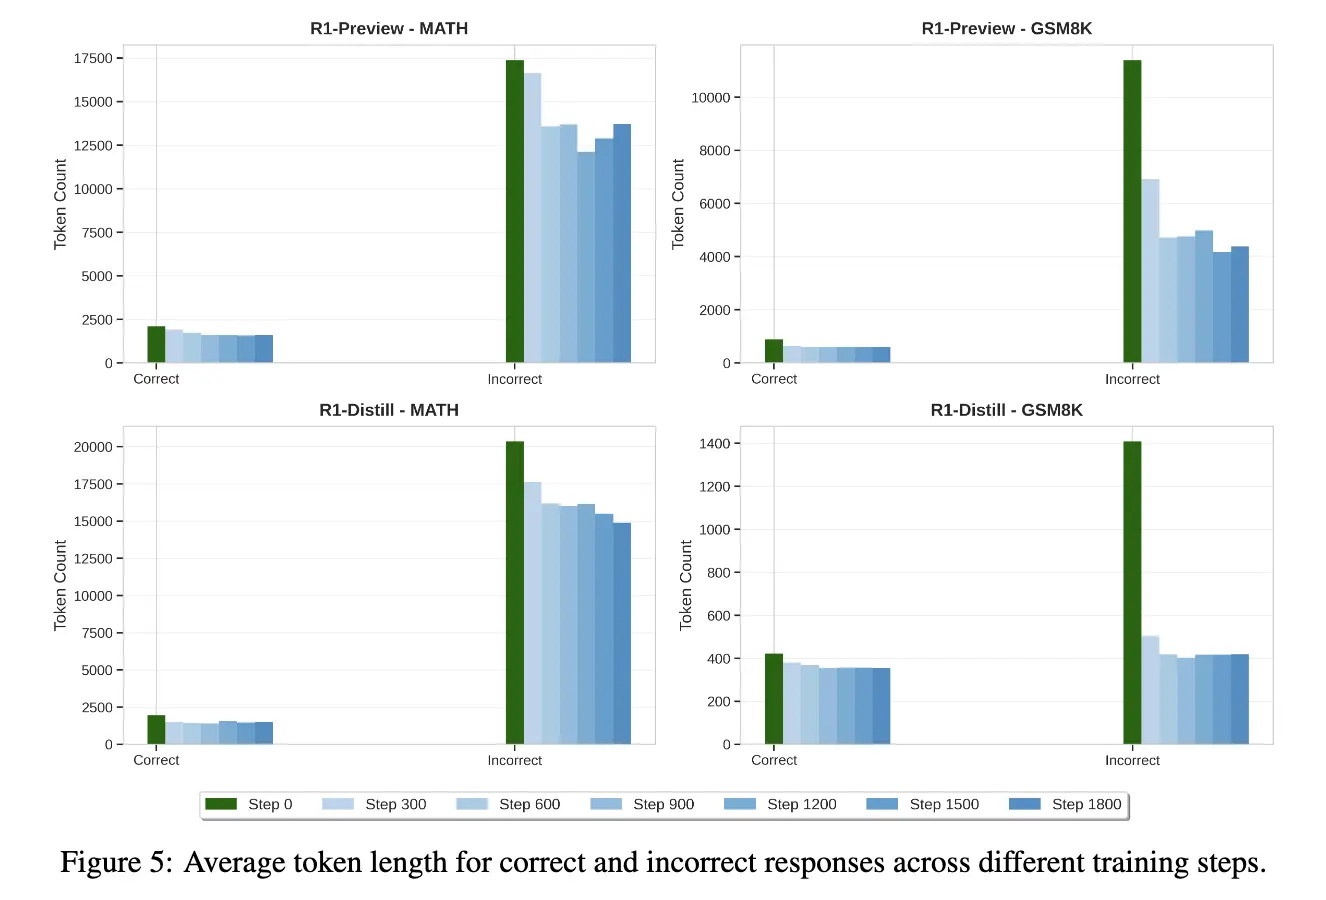 R1-Preview - MATH
Token Count
17500
15000
12500
10000
7500
5000
2500
0
Correct
Incorrect
R1-Preview - GSM8K
Token Count
10000
8000
6000
4000
2000
0
Correct
Incorrect
R1-Distill - MATH
Token Count
20000
17500
15000
12500
10000
7500
5000
2500
0
Correct
Incorrect
R1-Distill - GSM8K
Token Count
1400
1200
1000
800
600
400
200
0
Correct
Incorrect
Step 0 Step 300 Step 600 Step 900 Step 1200 Step 1500 Step 1800
Figure 5: Average token length for correct and incorrect responses across different training steps.